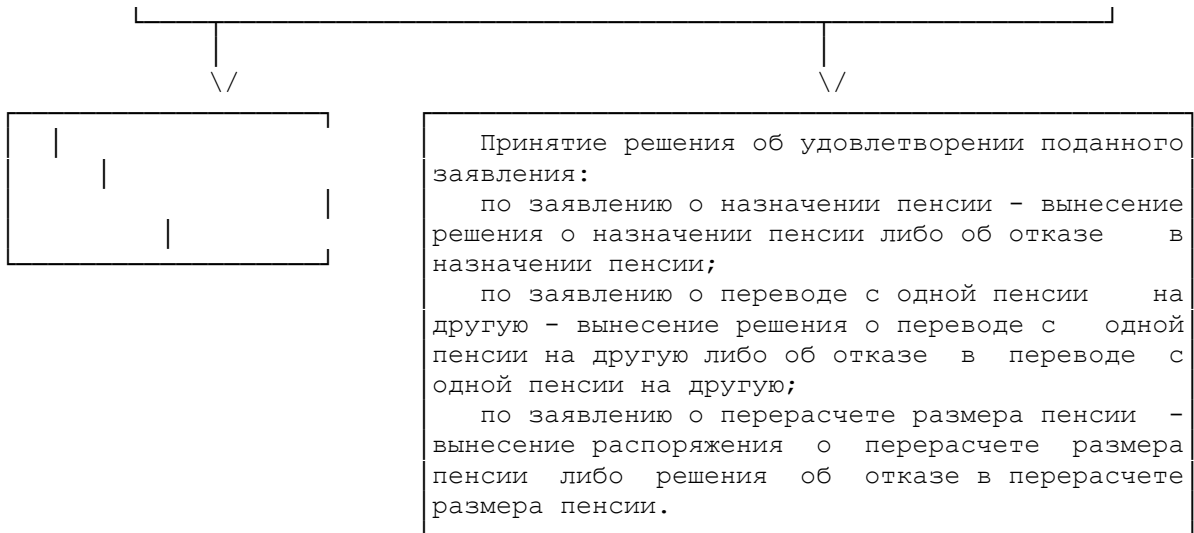 Принятие решения об удовлетворении поданного
заявления:
по заявлению о назначении пенсии - вынесение
решения о назначении пенсии либо об отказе в
назначении пенсии;
по заявлению о переводе с одной пенсии на
другую - вынесение решения о переводе с одной
пенсии на другую либо об отказе в переводе с
одной пенсии на другую;
по заявлению о перерасчете размера пенсии -
вынесение распоряжения о перерасчете размера
пенсии либо решения об отказе в перерасчете
размера пенсии.